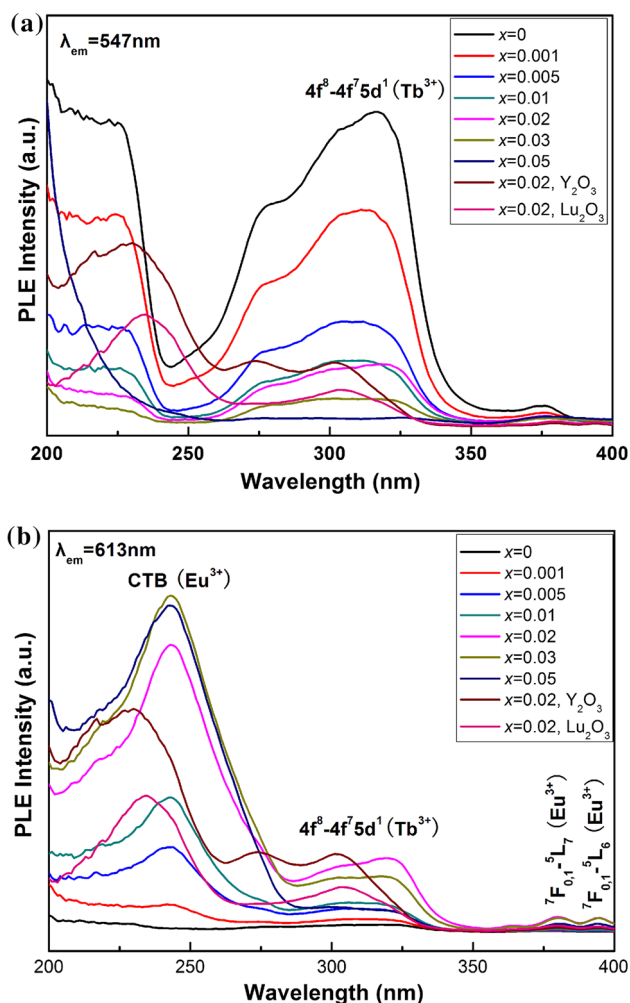 (a)
λem=547nm
4f⁸-4f⁷5d¹ (Tb³⁺)
x=0
x=0.001
x=0.005
x=0.01
x=0.02
x=0.03
x=0.05
x=0.02, Y₂O₃
x=0.02, Lu₂O₃
PLE Intensity (a.u.)
200 250 300 350 400
Wavelength (nm)
(b)
λem=613nm
CTB (Eu³⁺)
x=0
x=0.001
x=0.005
x=0.01
x=0.02
x=0.03
x=0.05
x=0.02, Y₂O₃
x=0.02, Lu₂O₃
4f⁸-4f⁷5d¹(Tb³⁺)
⁷F₀,₁-⁵L₇ (Eu³⁺)
⁷F₀,₁-⁵L₆ (Eu³⁺)
PLE Intensity (a.u.)
200 250 300 350 400
Wavelength (nm)